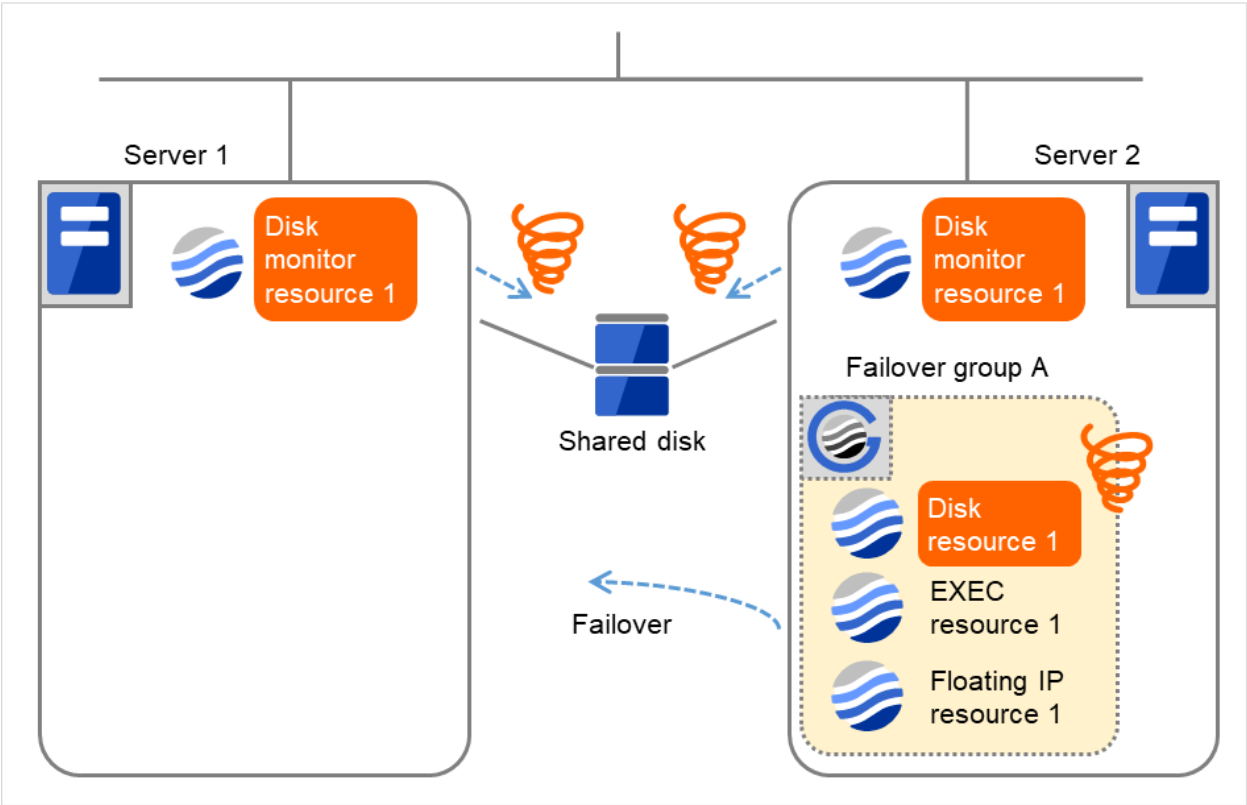 Server 1
Server 2
Disk
monitor
resource 1
Disk
monitor
resource 1
Failover group A
Shared disk
Disk
resource 1
EXEC
resource 1
Failover
Floating IP
resource 1